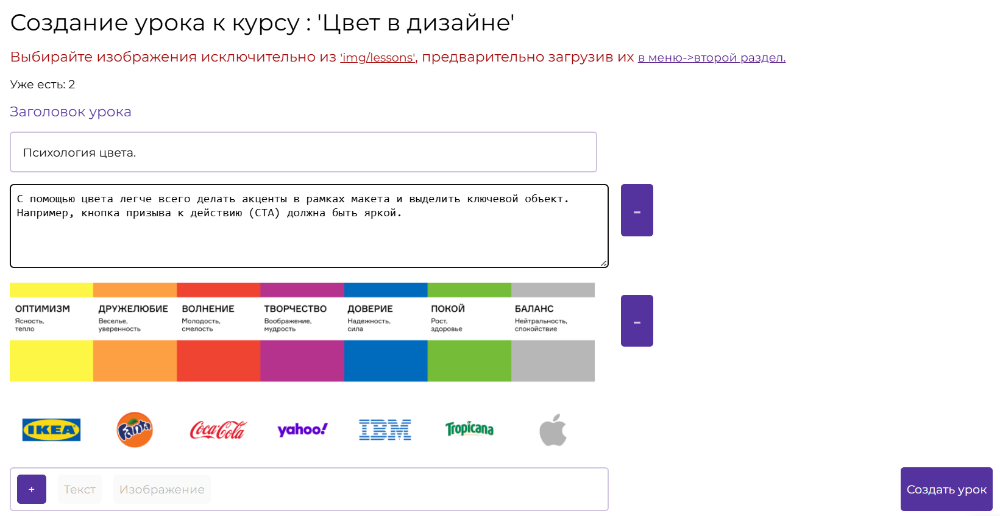 Создание урока к курсу : 'Цвет в дизайне'
Выбирайте изображения исключительно из 'img/lessons', предварительно загрузив их в меню->второй раздел.
Уже есть: 2
Заголовок урока
Психология цвета.
С помощью цвета легче всего делать акценты в рамках макета и выделить ключевой объект.
Например, кнопка призыва к действию (CTA) должна быть яркой.
-
ОПТИМИЗМ ДРУЖЕЛЮБИЕ ВОЛНЕНИЕ ТВОРЧЕСТВО ДОВЕРИЕ ПОКОЙ БАЛАНС
Ясность, Веселье, Молодость, Воображение, Надежность, Рост, Нейтральность,
тепло уверенность смелость мудрость сила здоровье спокойствие
-
IKEA Fanta Coca-Cola yahoo! IBM Tropicana
+ Текст Изображение Создать урок